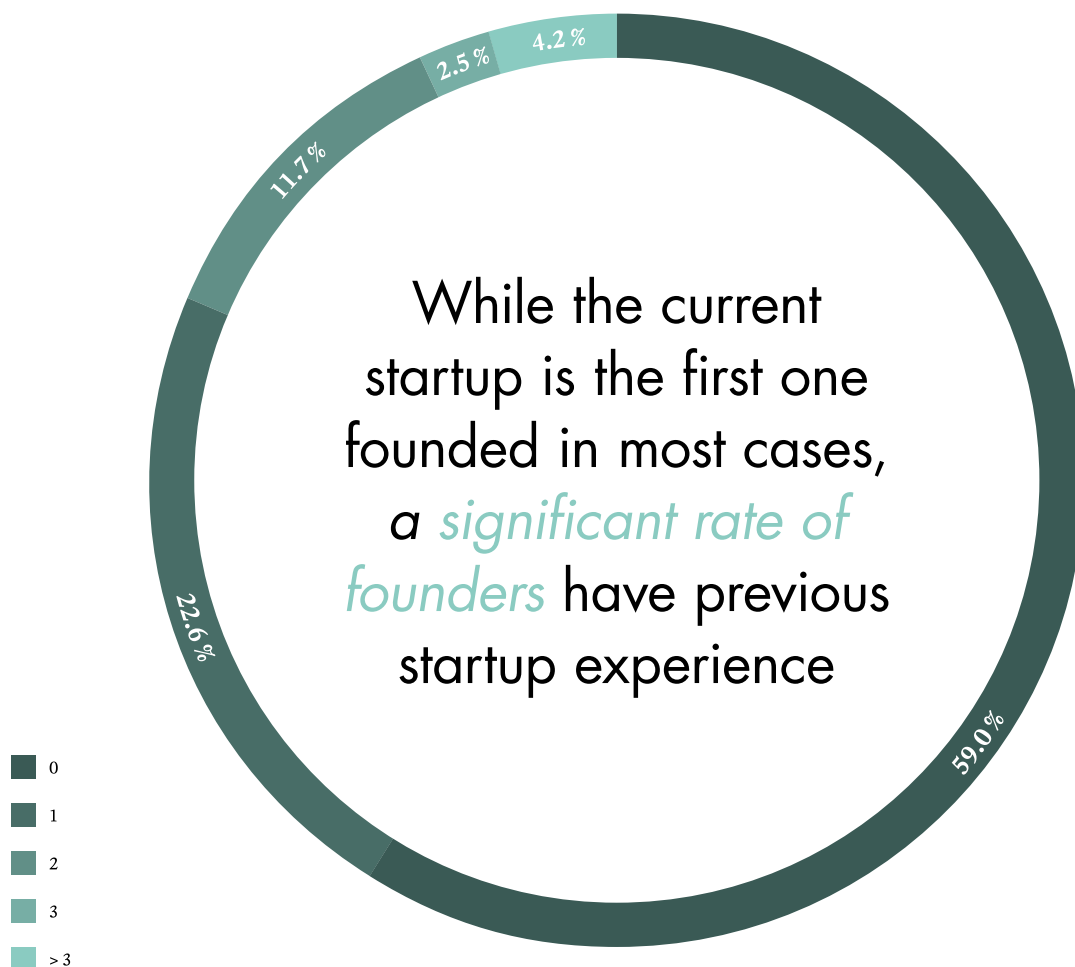 4.2 %
2.5 %
11.7 %
While the current
startup is the first one
founded in most cases,
a significant rate of
founders have previous
startup experience
22.6 %
59.0 %
0
1
2
3
> 3